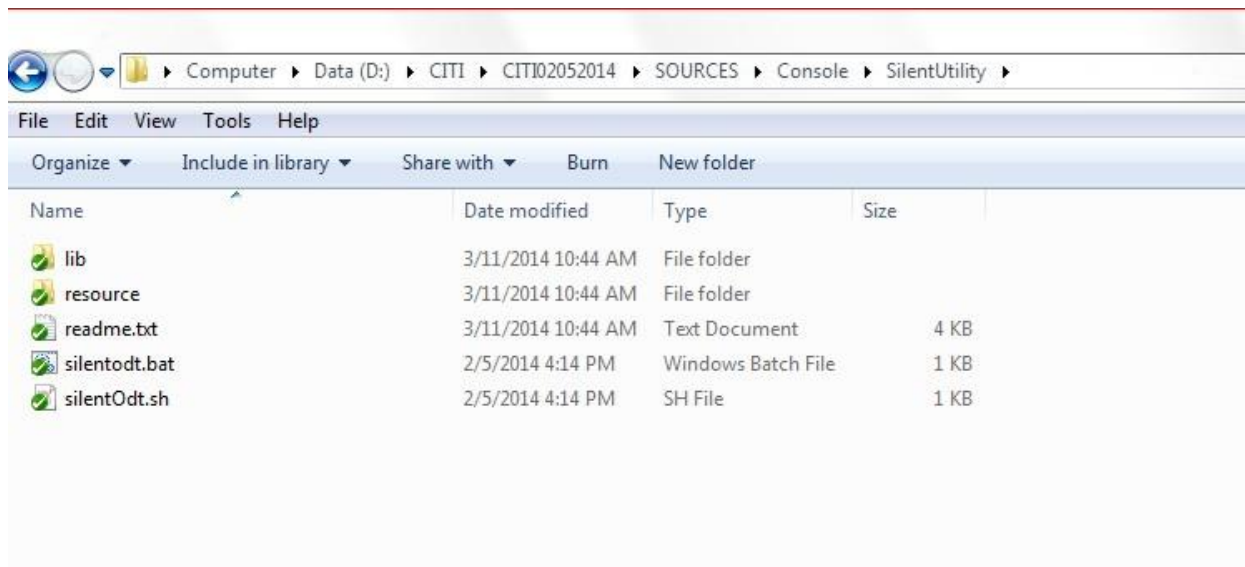 Computer Data (D:) CITI CITI02052014 SOURCES Console SilentUtility
File Edit View Tools Help
Organize Include in library Share with Burn New folder
Name Date modified Type Size
lib 3/11/2014 10:44 AM File folder
resource 3/11/2014 10:44 AM File folder
readme.txt 3/11/2014 10:44 AM Text Document 4 KB
silentodt.bat 2/5/2014 4:14 PM Windows Batch File 1 KB
silentOdt.sh 2/5/2014 4:14 PM SH File 1 KB